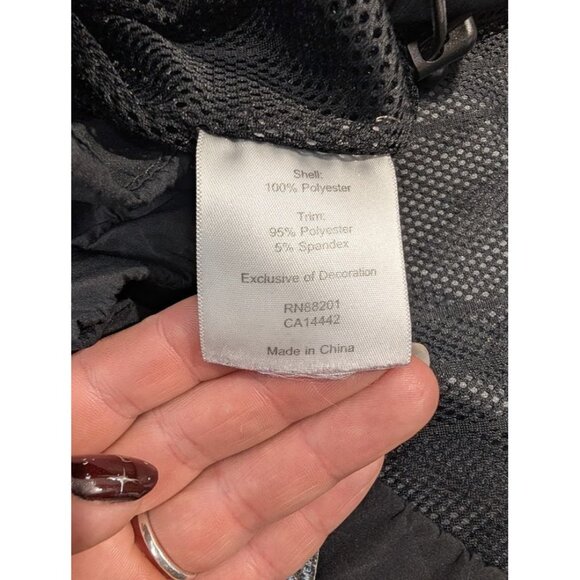 Shell:
100% Polyester
Trim:
95% Polyester
5% Spandex
Exclusive of Decoration
RN88201
CA14442
Made in China